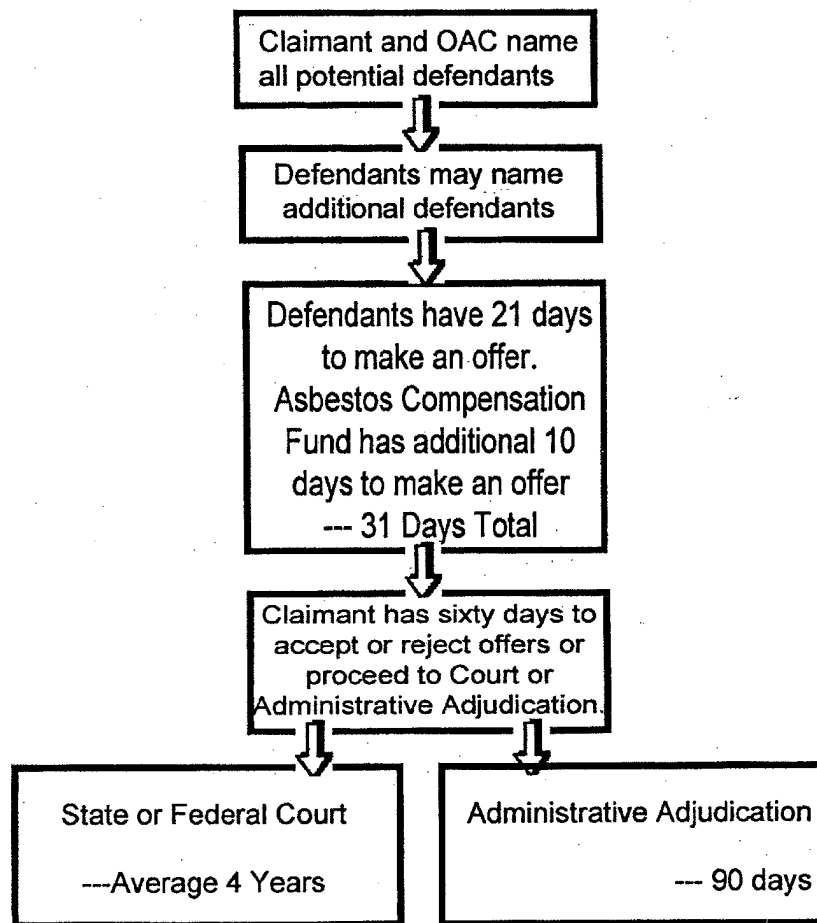 Claimant and OAC name
all potential defendants
Defendants may name
additional defendants
Defendants have 21 days
to make an offer.
Asbestos Compensation
Fund has additional 10
days to make an offer
--- 31 Days Total
Claimant has sixty days to
accept or reject offers or
proceed to Court or
Administrative Adjudication.
State or Federal Court
---Average 4 Years
Administrative Adjudication
--- 90 days